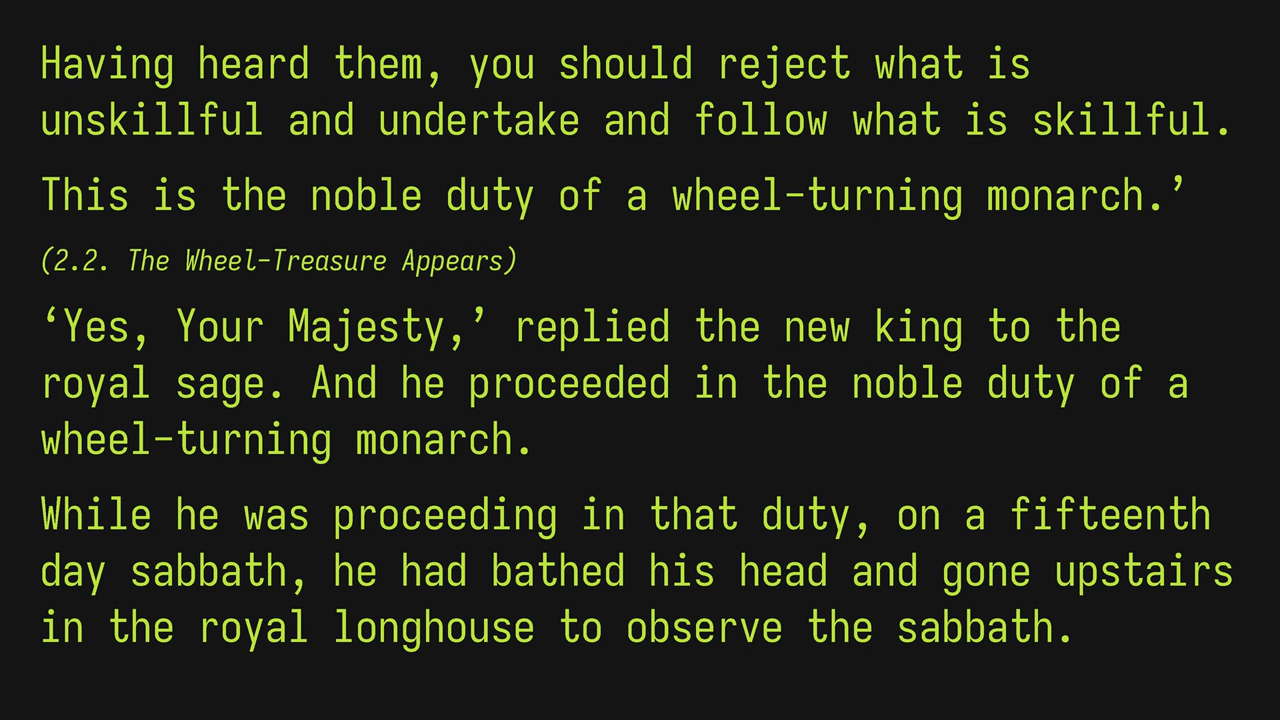 Having heard them, you should reject what is
unskillful and undertake and follow what is skillful.
This is the noble duty of a wheel-turning monarch.’
(2.2. The Wheel-Treasure Appears)
‘Yes, Your Majesty,’ replied the new king to the
royal sage. And he proceeded in the noble duty of a
wheel-turning monarch.
While he was proceeding in that duty, on a fifteenth
day sabbath, he had bathed his head and gone upstairs
in the royal longhouse to observe the sabbath.